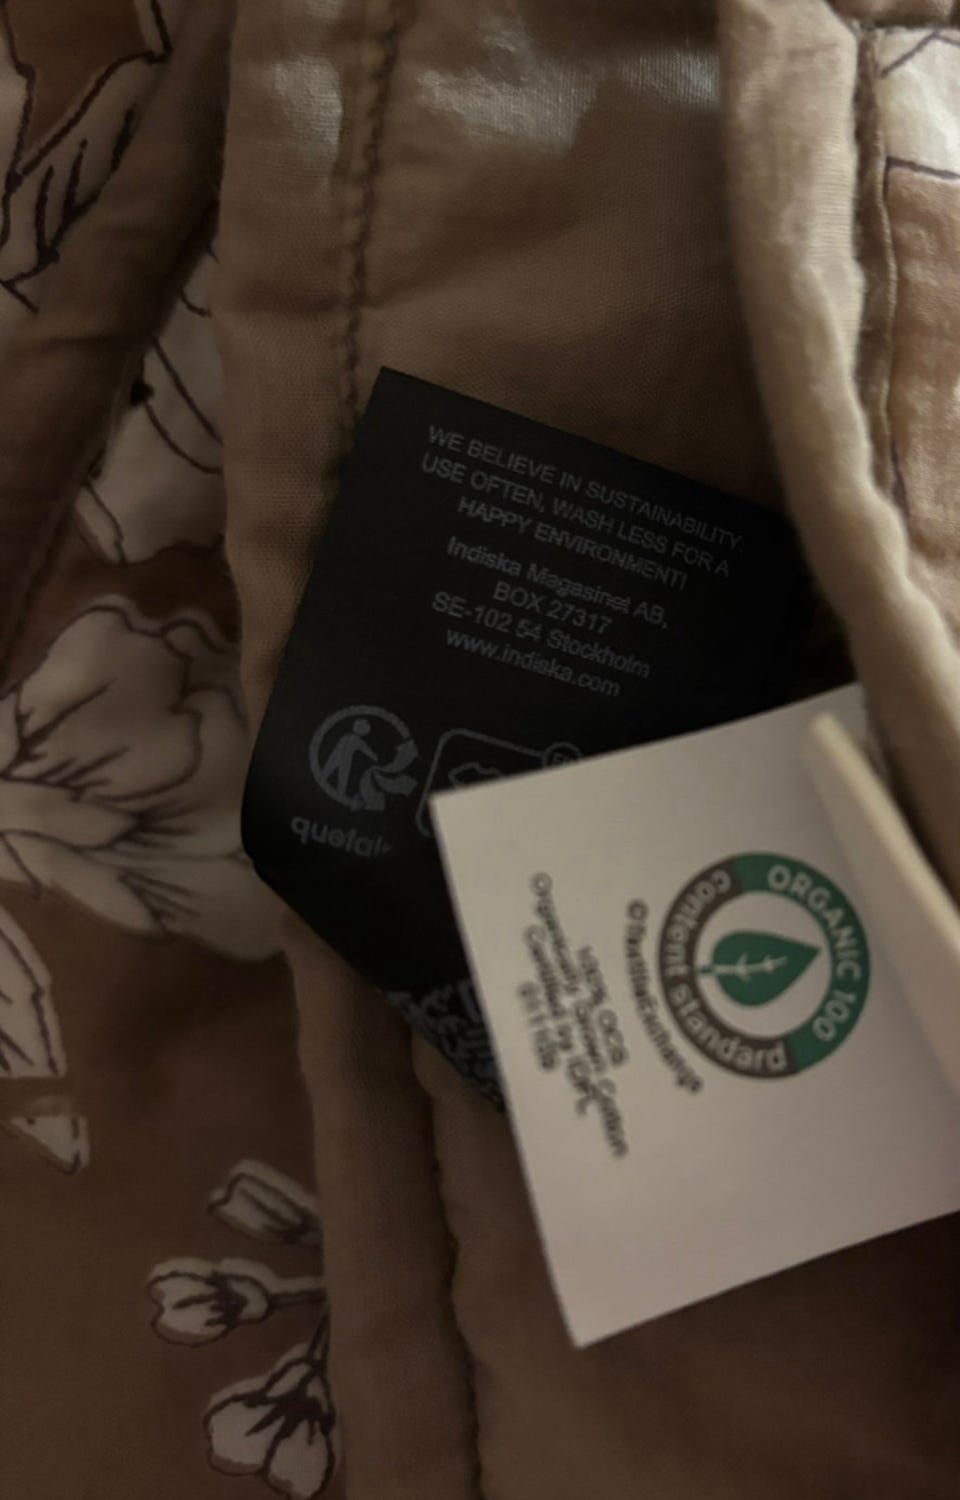 WE BELIEVE IN SUSTAINABILITY.
USE OFTEN, WASH LESS FOR A
HAPPY ENVIRONMENT!
Indiska Magasinet AB,
BOX 27317
SE-102 54 Stockholm
www.indiska.com
ORGANIC 100
content standard
©TextileExchange®
100% OCS
Organically Grown Cotton
Certified by